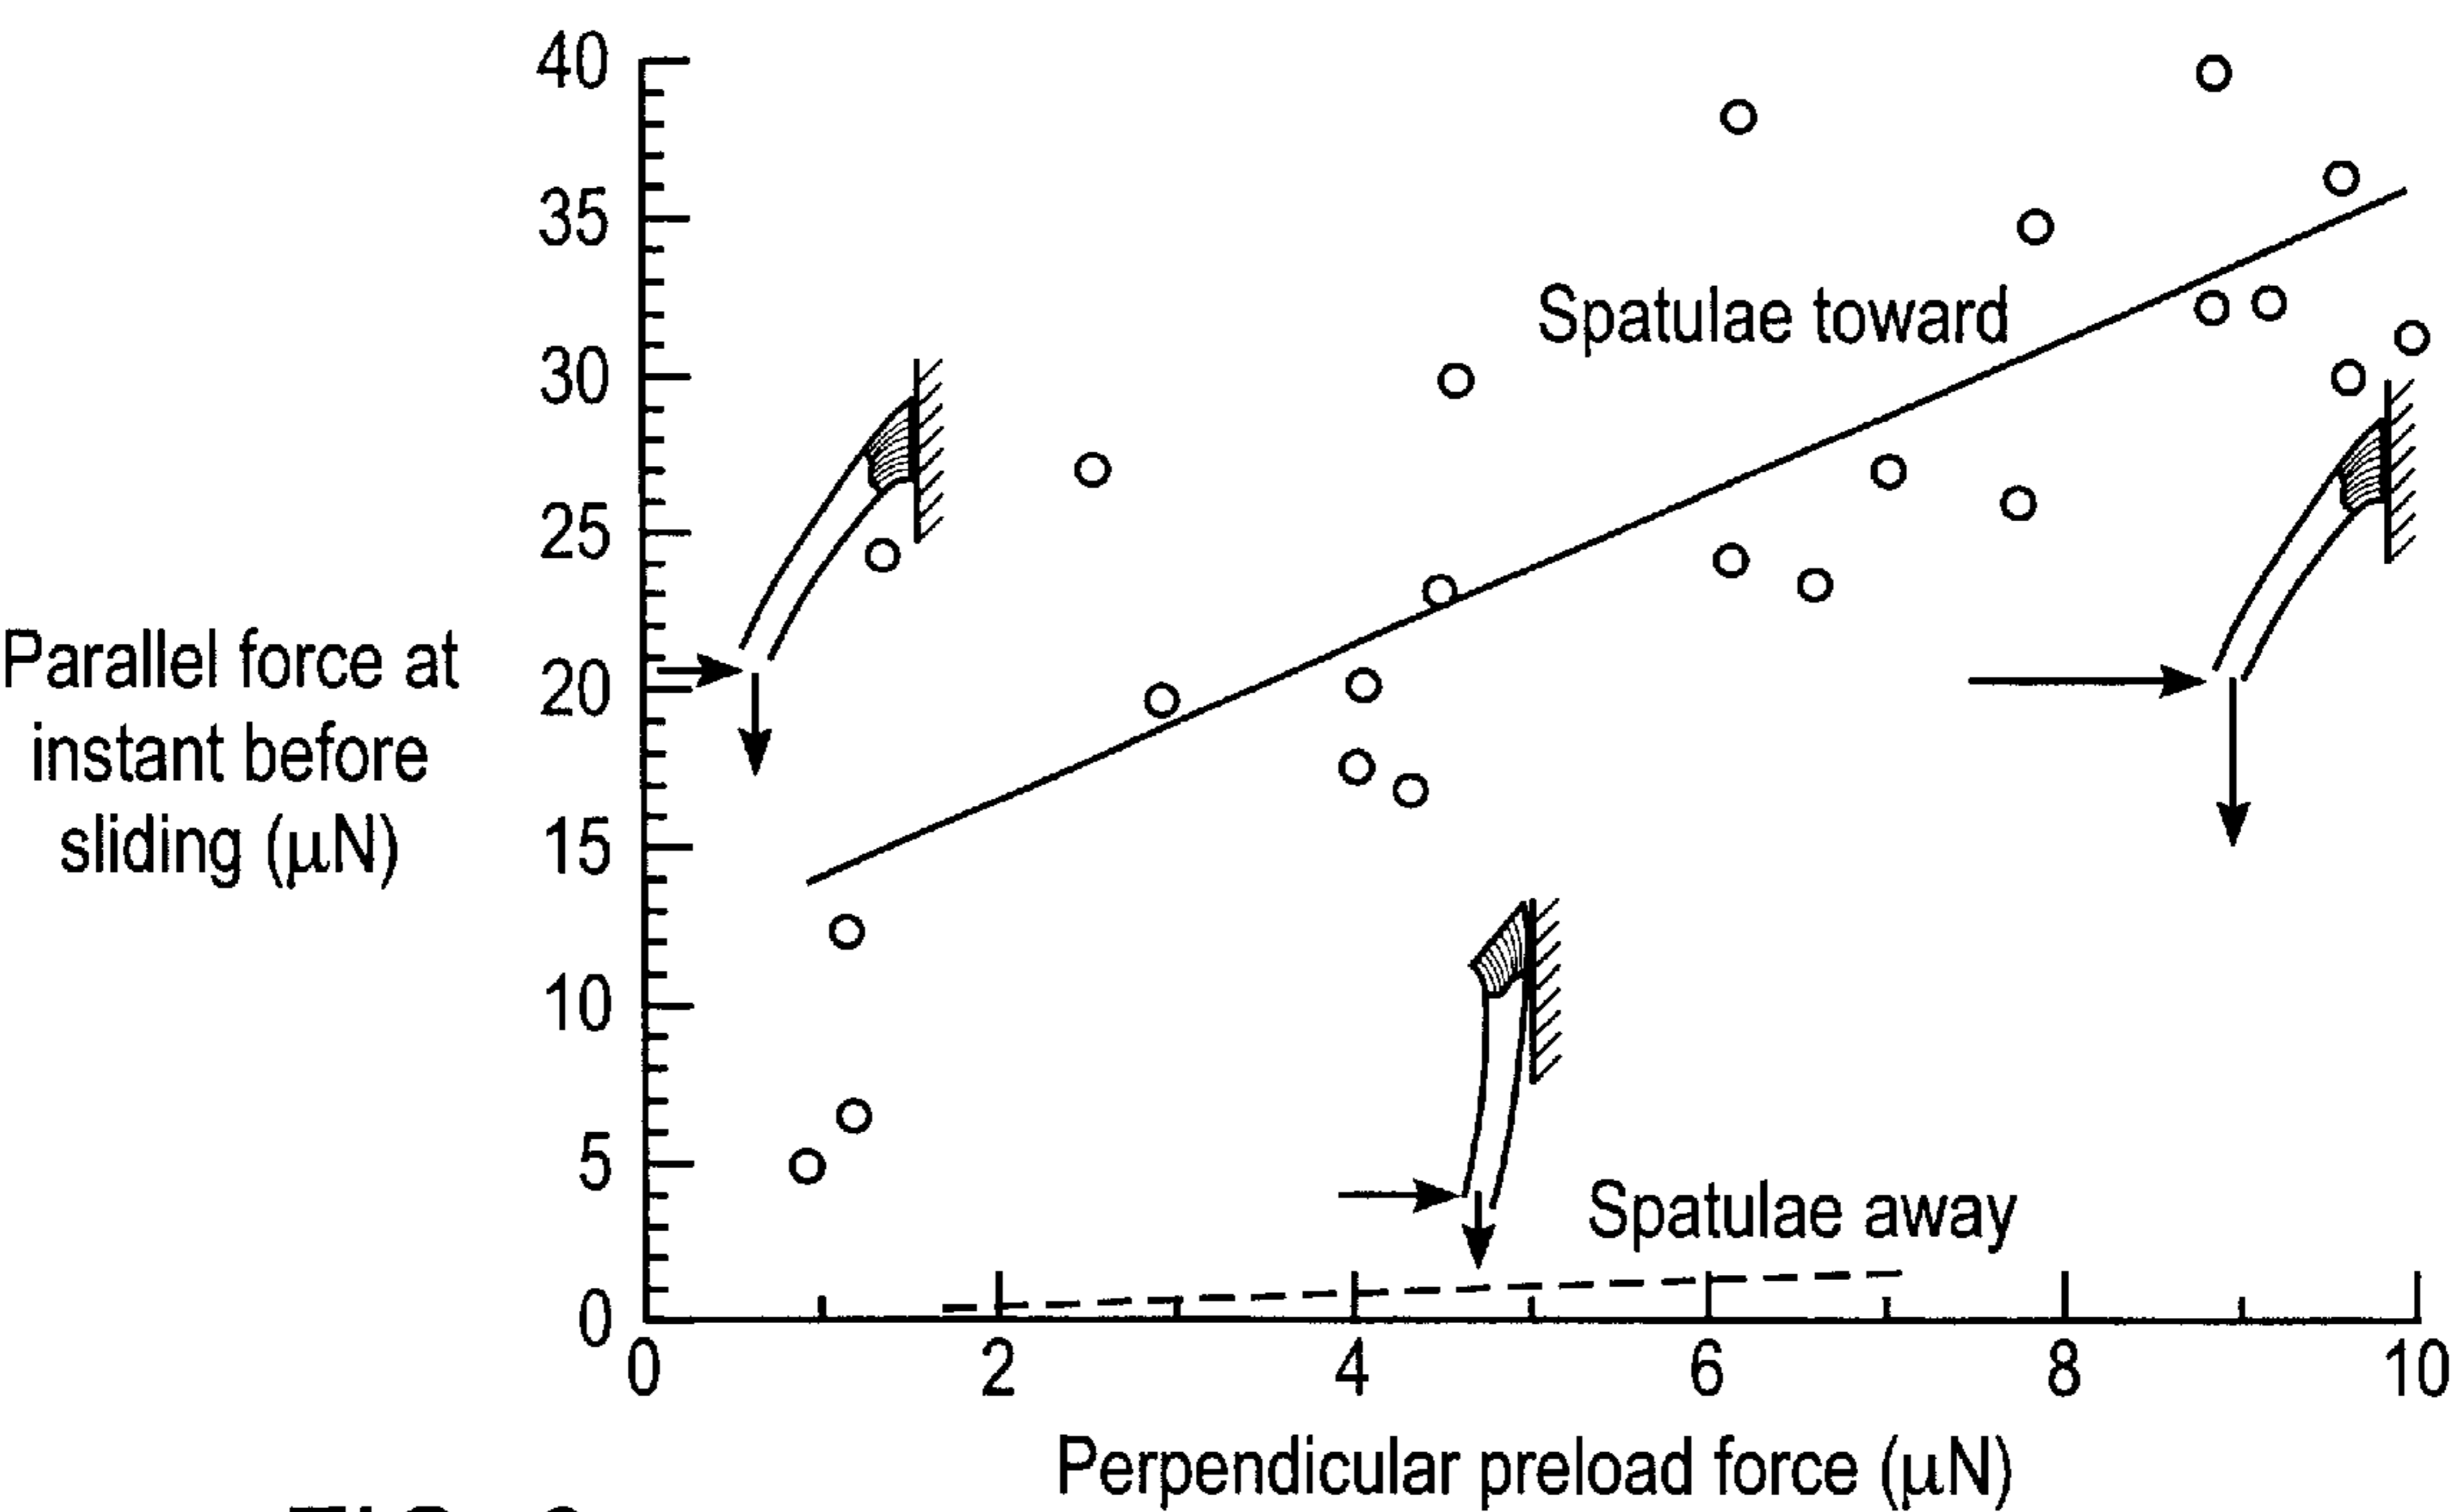 40
35
30
25
20
15
10
5
0
Parallel force at
instant before
sliding (μN)
Spatulae toward
Spatulae away
0 2 4 6 8 10
Perpendicular preload force (μN)